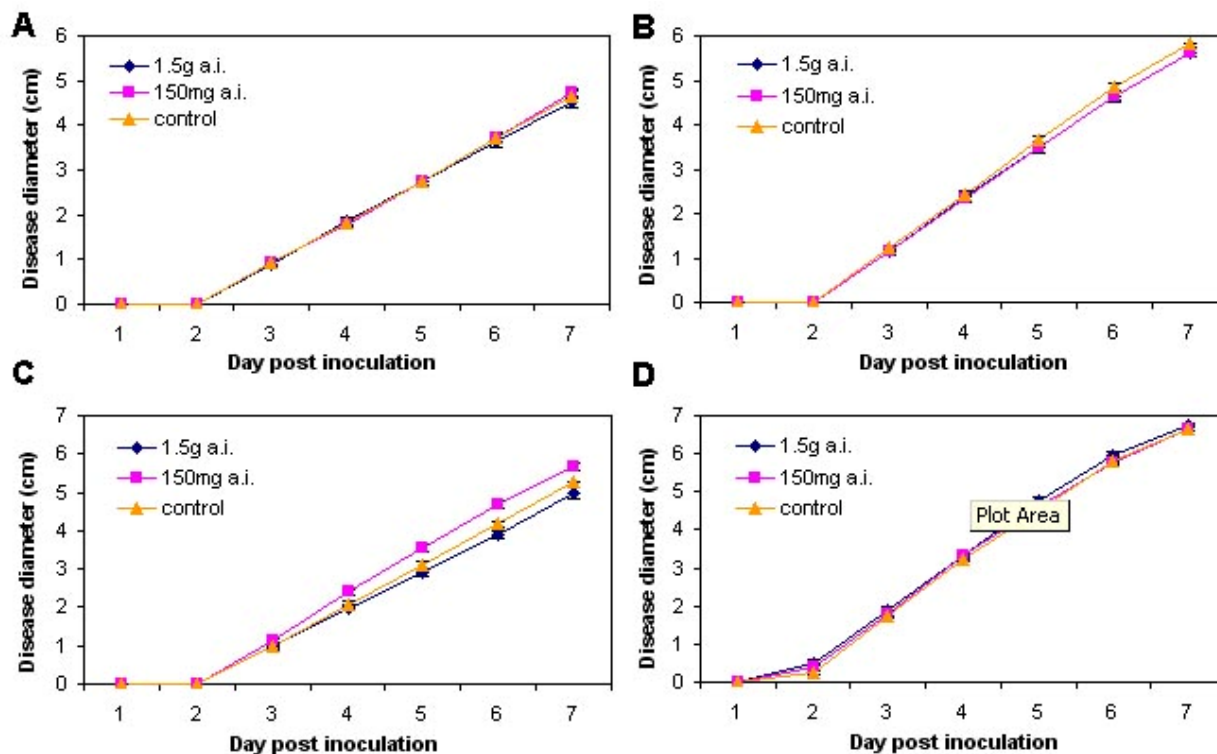 A
Disease diameter (cm)
6
5
4
3
2
1
0
1.5g a.i.
150mg a.i.
control
1 2 3 4 5 6 7
Day post inoculation
B
Disease diameter (cm)
6
5
4
3
2
1
0
1.5g a.i.
150mg a.i.
control
1 2 3 4 5 6 7
Day post inoculation
C
Disease diameter (cm)
7
6
5
4
3
2
1
0
1.5g a.i.
150mg a.i.
control
1 2 3 4 5 6 7
Day post inoculation
D
Disease diameter (cm)
7
6
5
4
3
2
1
0
1.5g a.i.
150mg a.i.
control
Plot Area
1 2 3 4 5 6 7
Day post inoculation